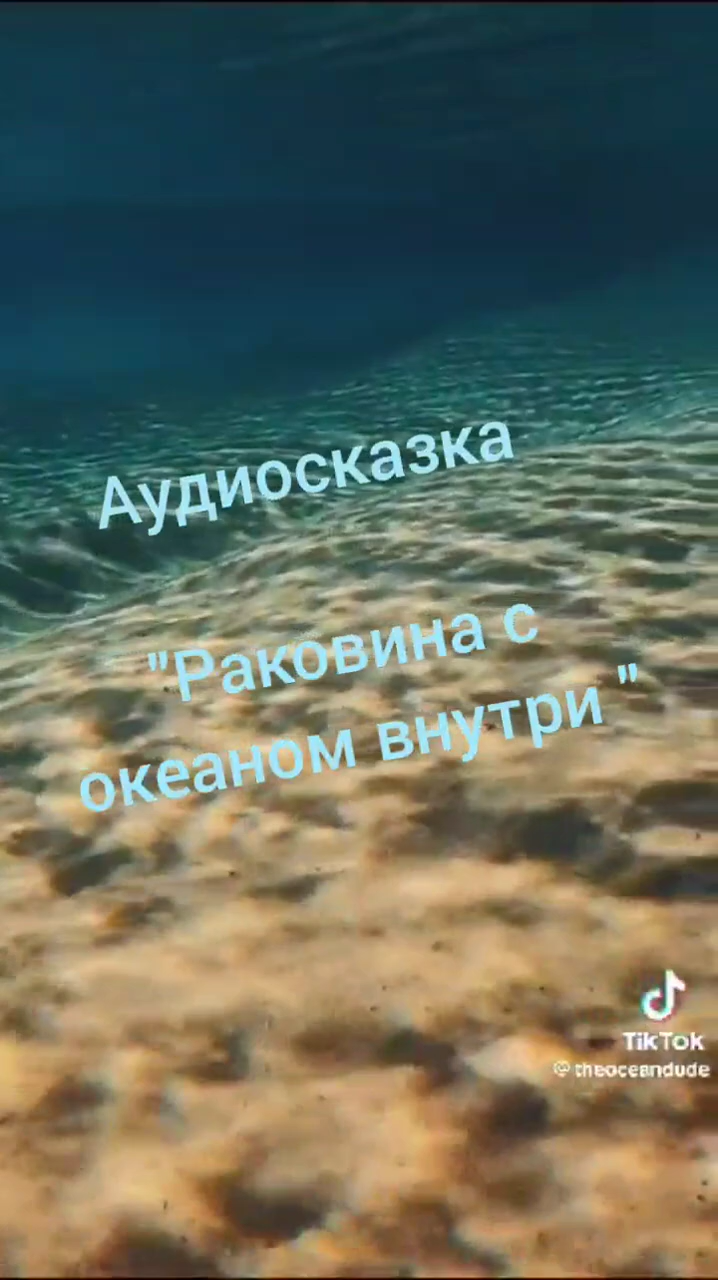 Аудиосказка
"Раковина с
океаном внутри "
TikTok
@theoceandude